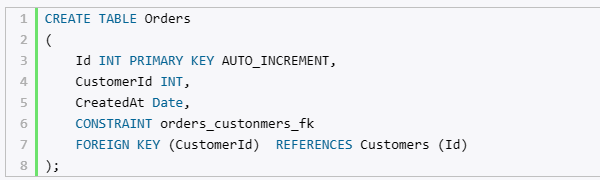 1 CREATE TABLE Orders
2 (
3     Id INT PRIMARY KEY AUTO_INCREMENT,
4     CustomerId INT,
5     CreatedAt Date,
6     CONSTRAINT orders_custonmers_fk
7     FOREIGN KEY (CustomerId)  REFERENCES Customers (Id)
8 );